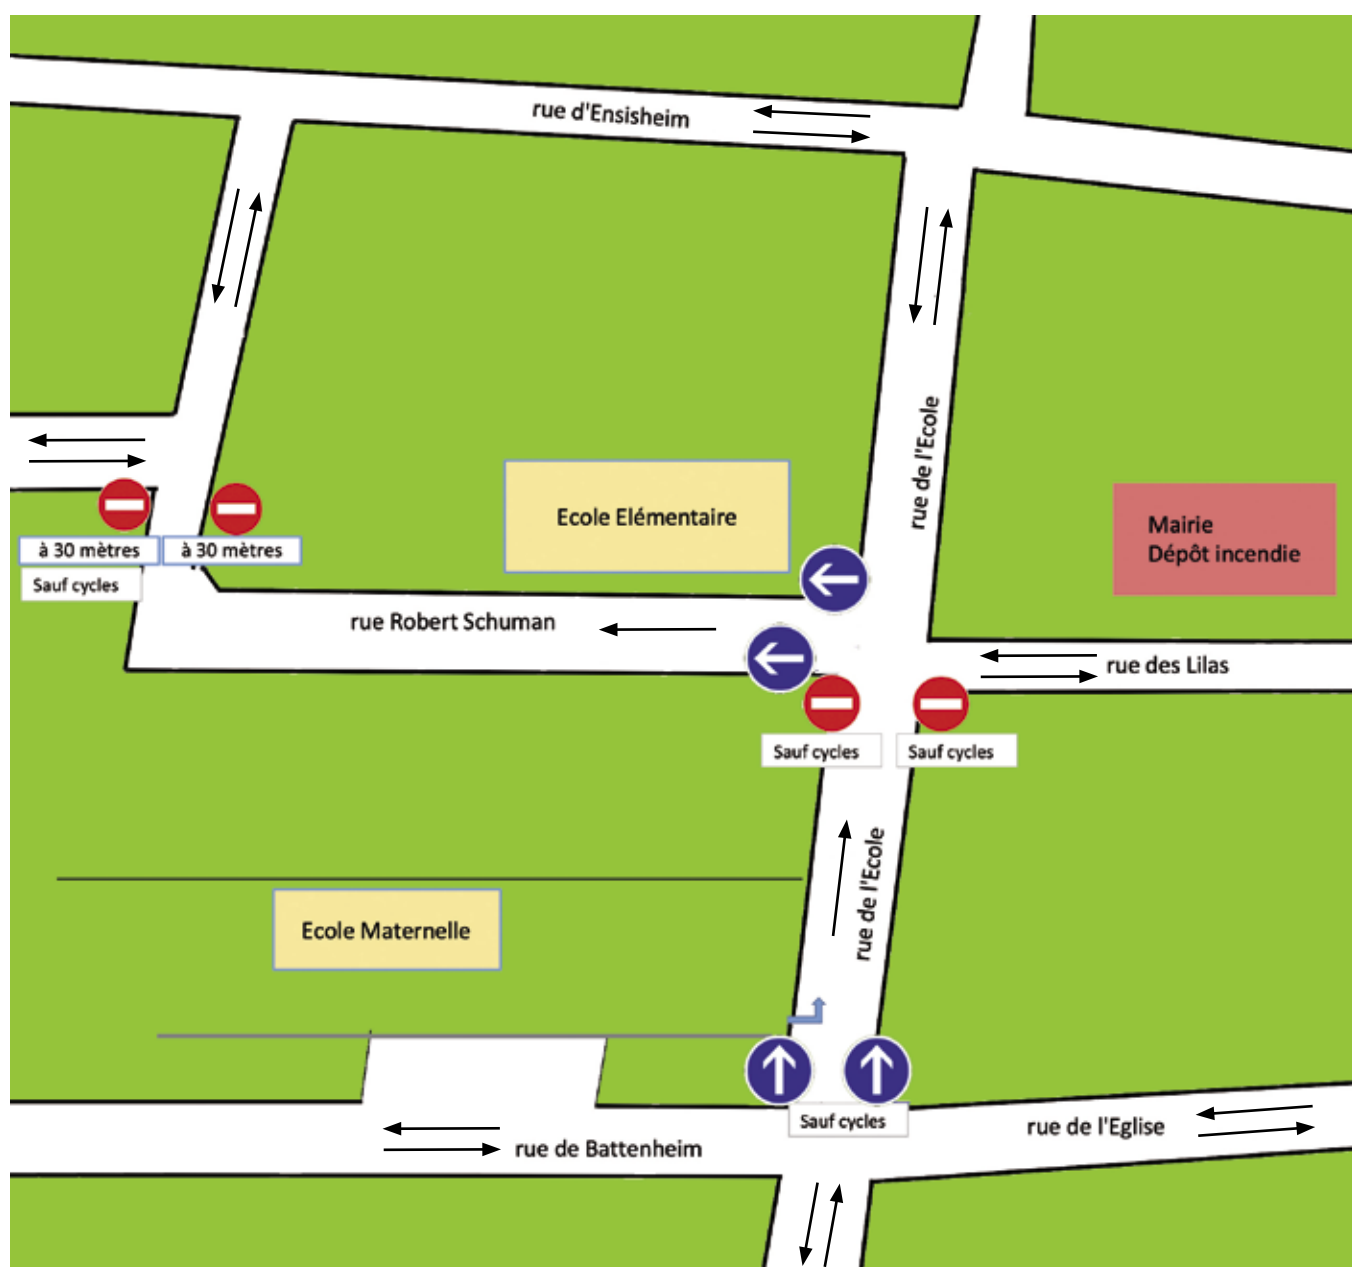 rue d'Ensisheim
rue de l'Ecole
Ecole Elémentaire
Mairie
Dépôt incendie
à 30 mètres
à 30 mètres
Sauf cycles
rue Robert Schuman
rue des Lilas
Sauf cycles
Sauf cycles
rue de l'Ecole
Ecole Maternelle
Sauf cycles
rue de l'Eglise
rue de Battenheim